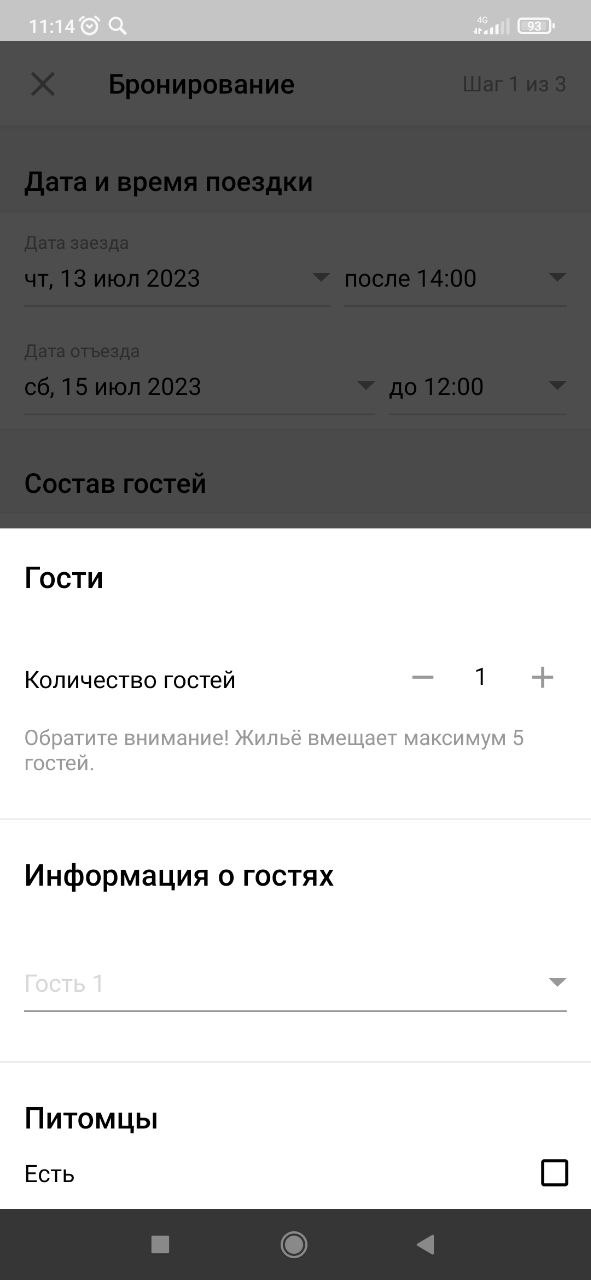 11:14
4G
93
Бронирование
Шаг 1 из 3
Дата и время поездки
Дата заезда
чт, 13 июл 2023
после 14:00
Дата отъезда
сб, 15 июл 2023
до 12:00
Состав гостей
Гости
Количество гостей
1
Обратите внимание! Жильё вмещает максимум 5
гостей.
Информация о гостях
Гость 1
Питомцы
Есть